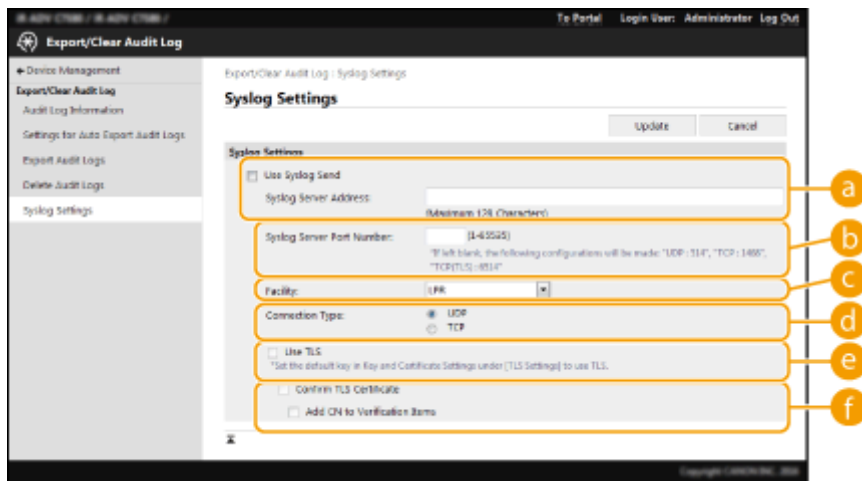 To Portal Login User: Administrator Log Out
Export/Clear Audit Log
Device Management
Export/Clear Audit Log : Syslog Settings
Export/Clear Audit Log
Audit Log Information
Syslog Settings
Settings for Auto Export Audit Logs
Update Cancel
Export Audit Logs
Syslog Settings
Delete Audit Logs
Use Syslog Send
Syslog Server Address:
(Maximum 128 Characters)
a
Syslog Settings
Syslog Server Port Number: (1-65535)
"If left blank, the following configurations will be made: "UDP : 514", "TCP : 1468",
"TCP(TLS) : 6514"
b
Facility: LPR
c
Connection Type: UDP
TCP
d
Use TLS
*Set the default key in Key and Certificate Settings under [TLS Settings] to use TLS.
e
Confirm TLS Certificate
Add CN to Verification Items
f
Copyright CANON INC.